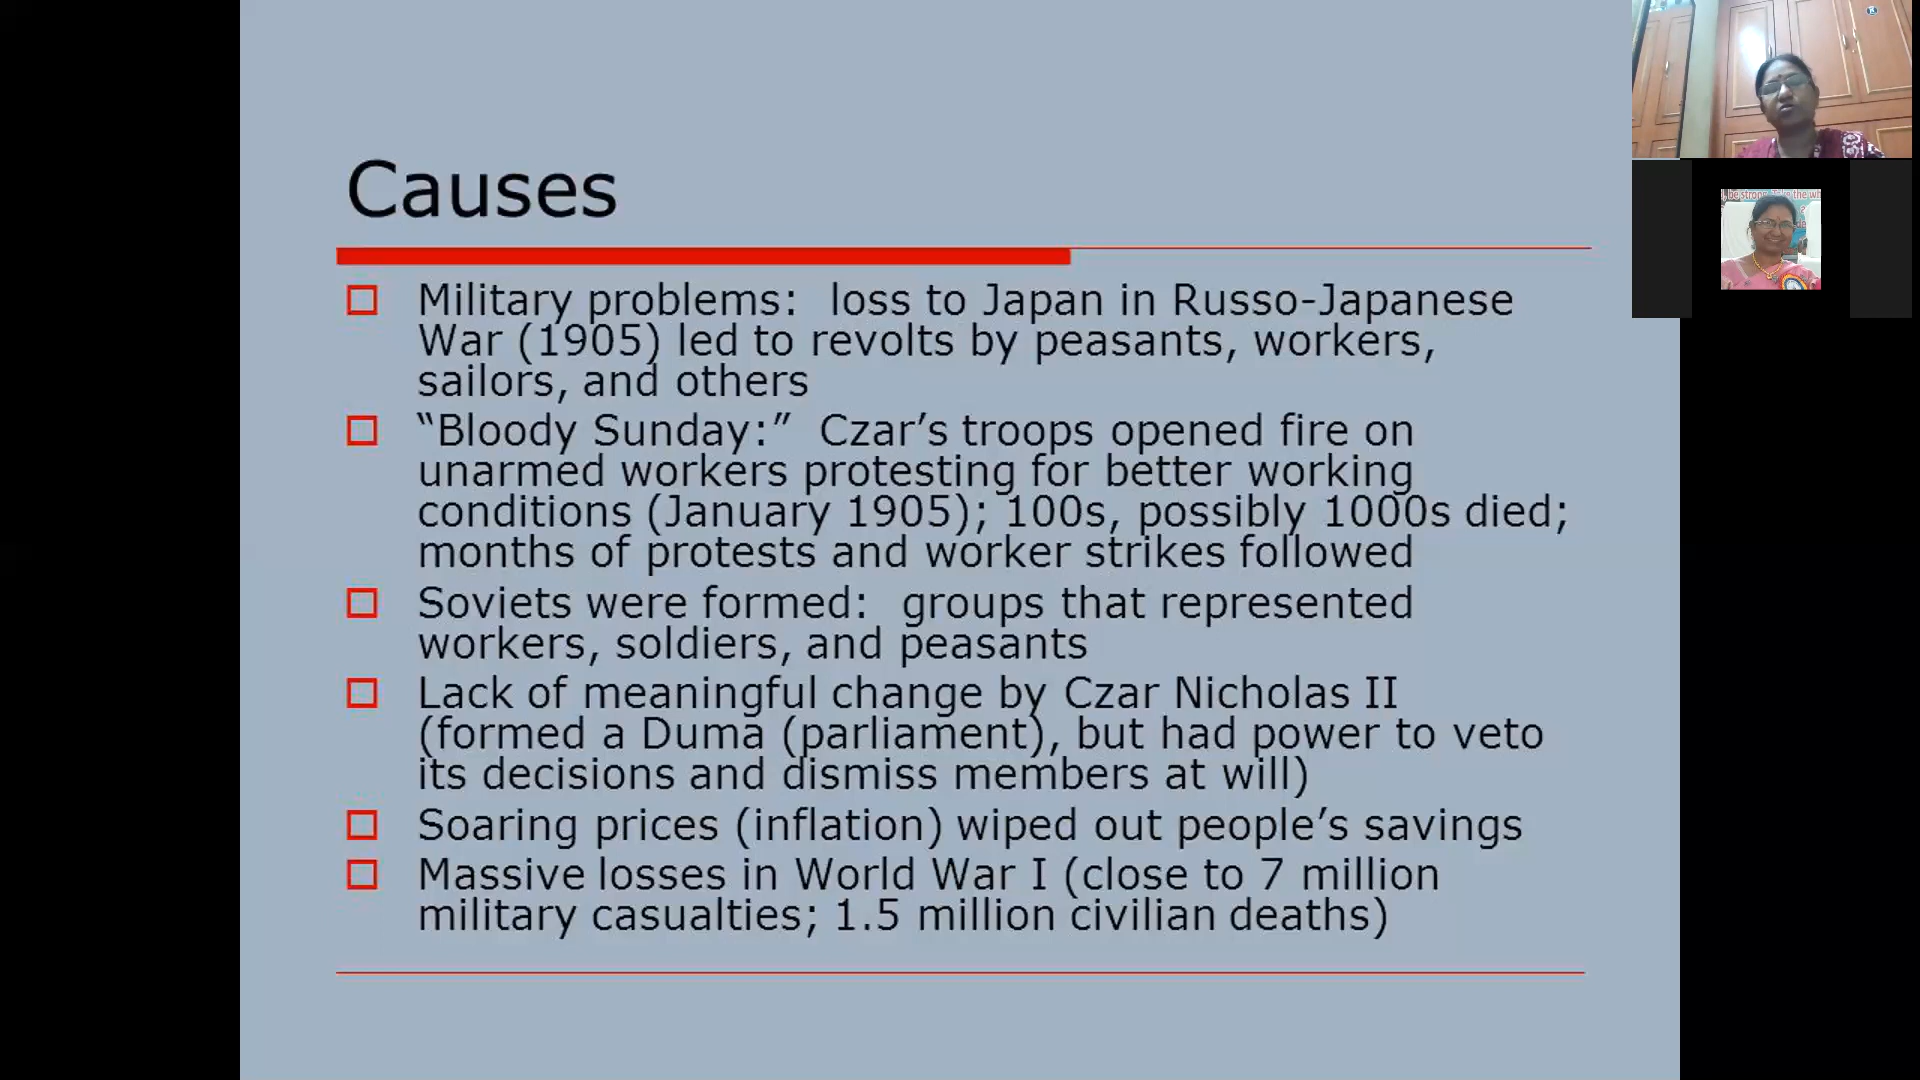 Causes
Military problems:  loss to Japan in Russo-Japanese
War (1905) led to revolts by peasants, workers,
sailors, and others
“Bloody Sunday:”  Czar’s troops opened fire on
unarmed workers protesting for better working
conditions (January 1905); 100s, possibly 1000s died;
months of protests and worker strikes followed
Soviets were formed:  groups that represented
workers, soldiers, and peasants
Lack of meaningful change by Czar Nicholas II
(formed a Duma (parliament), but had power to veto
its decisions and dismiss members at will)
Soaring prices (inflation) wiped out people’s savings
Massive losses in World War I (close to 7 million
military casualties; 1.5 million civilian deaths)